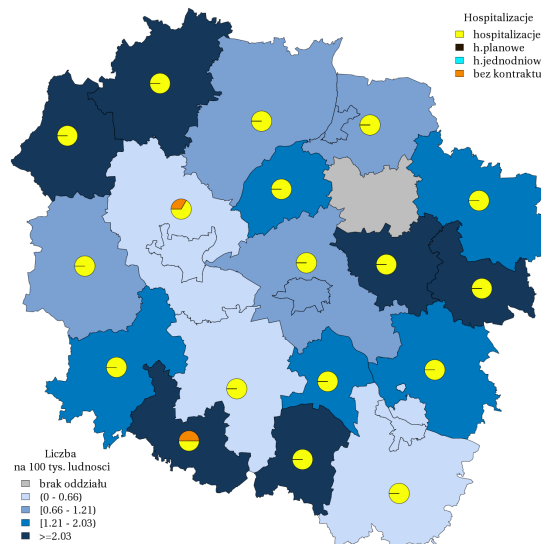 Hospitalizacje
hospitalizacje
h.planowe
h.jednodniow
bez kontraktu
Liczba
na 100 tys. ludnosci
brak oddziału
(0 - 0.66)
[0.66 - 1.21)
[1.21 - 2.03)
>=2.03